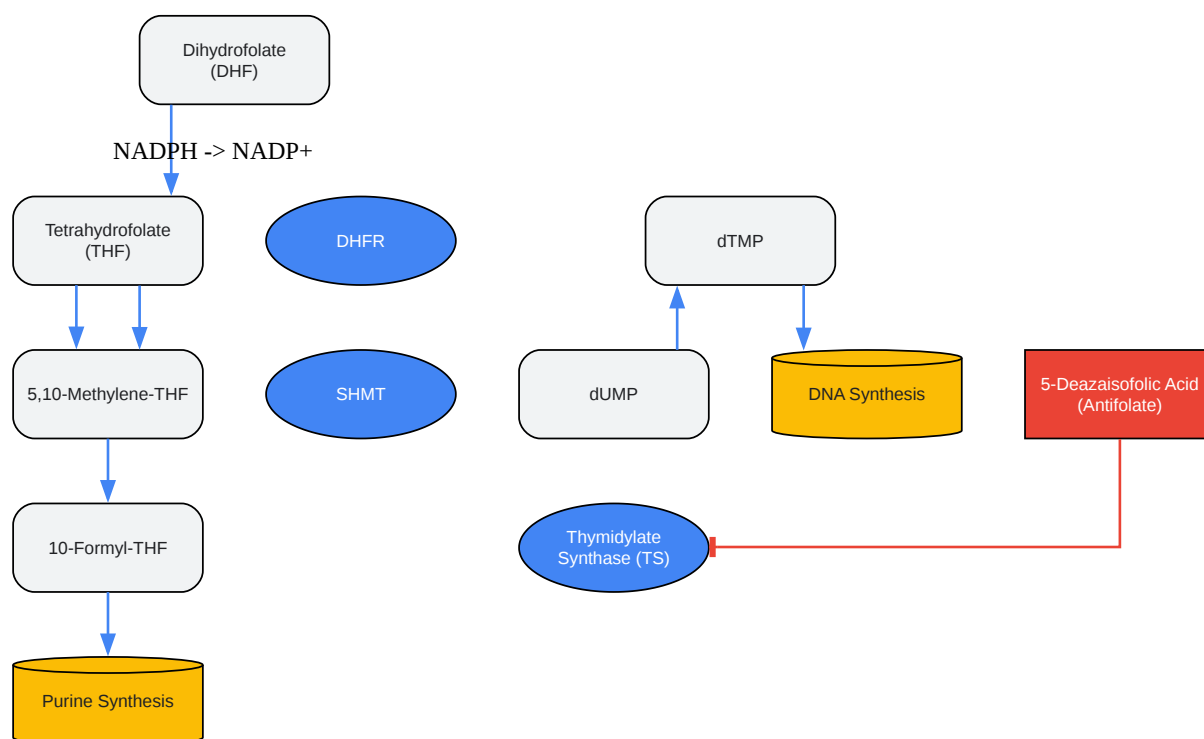 Dihydrofolate
(DHF)
NADPH -> NADP+
Tetrahydrofolate
(THF)
DHFR
dTMP
5,10-Methylene-THF
SHMT
dUMP
DNA Synthesis
5-Deazaisofolic Acid
(Antifolate)
10-Formyl-THF
Thymidylate
Synthase (TS)
Purine Synthesis